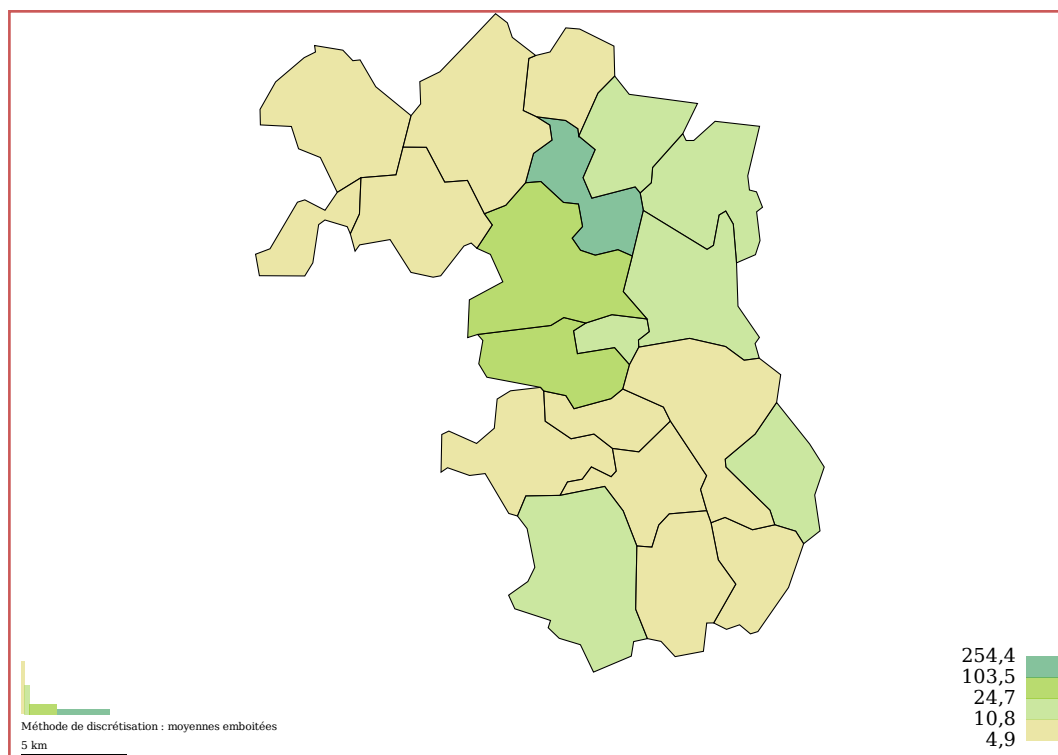 254,4
103,5
24,7
10,8
4,9
Méthode de discrétisation : moyennes emboitées
5 km